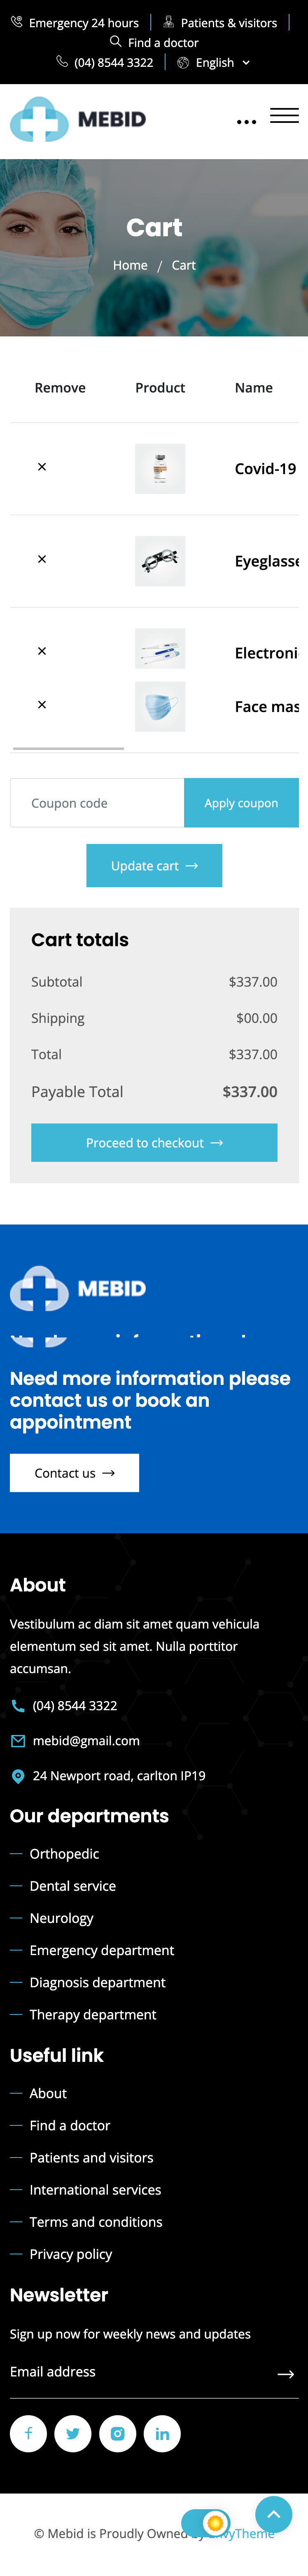 Emergency 24 hours
Patients & visitors
Find a doctor
(04) 8544 3322
English
MEBID
Cart
Home / Cart
Remove Product Name
× Covid-19
× Eyeglasse
× Electroni
× Face mas
Coupon code Apply coupon
Update cart →
Cart totals
Subtotal $337.00
Shipping $00.00
Total $337.00
Payable Total $337.00
Proceed to checkout →
MEBID
Need more information please
contact us or book an
appointment
Contact us →
About
Vestibulum ac diam sit amet quam vehicula
elementum sed sit amet. Nulla porttitor
accumsan.
(04) 8544 3322
mebid@gmail.com
24 Newport road, carlton IP19
Our departments
Orthopedic
Dental service
Neurology
Emergency department
Diagnosis department
Therapy department
Useful link
About
Find a doctor
Patients and visitors
International services
Terms and conditions
Privacy policy
Newsletter
Sign up now for weekly news and updates
Email address →
© Mebid is Proudly Owned